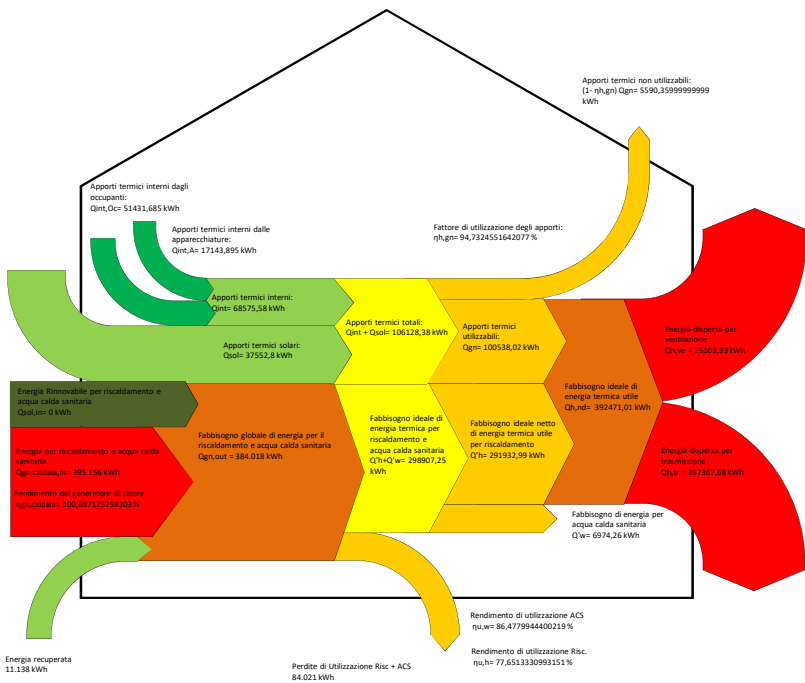 Apporti termici non utilizzabili:
(1- ηh,gn) Qgn= 5590,35999999999
kWh
Apporti termici interni dagli
occupanti:
Qint,Oc= 51431,685 kWh
Apporti termici interni dalle
apparecchiature:
Qint,A= 17143,895 kWh
Fattore di utilizzazione degli apporti:
ηh,gn= 94,7324551642077 %
Apporti termici interni:
Qint= 68575,58 kWh
Apporti termici totali:
Qint + Qsol= 106128,38 kWh
Apporti termici
utilizzabili:
Qgn= 100538,02 kWh
Energia dispersa per
ventilazione
Qh,ve = 25103,33 kWh
Apporti termici solari:
Qsol= 37552,8 kWh
Energia Rinnovabile per riscaldamento e
acqua calda sanitaria
Qsol,in= 0 kWh
Fabbisogno ideale di
energia termica utile
Qh,nd= 392471,01 kWh
Energia per riscaldamento e acqua calda
sanitaria
Qgn,caldaia,in= 395.156 kWh
Rendimento del generatore di calore
ηgn,caldaia= 100,687125258303 %
Fabbisogno globale di energia per il
riscaldamento e acqua calda sanitaria
Qgn,out = 384.018 kWh
Fabbisogno ideale di
energia termica per
riscaldamento e
acqua calda sanitaria
Q'h+Q'w= 298907,25
kWh
Fabbisogno ideale netto
di energia termica utile
per riscaldamento
Q'h= 291932,99 kWh
Energia dispersa per
trasmissione
Qh,tr = 367367,68 kWh
Fabbisogno di energia per
acqua calda sanitaria
Q'w= 6974,26 kWh
Rendimento di utilizzazione ACS
ηu,w= 86,4779944400219 %
Rendimento di utilizzazione Risc.
ηu,h= 77,6513330993151 %
Energia recuperata
11.138 kWh
Perdite di Utilizzazione Risc + ACS
84.021 kWh